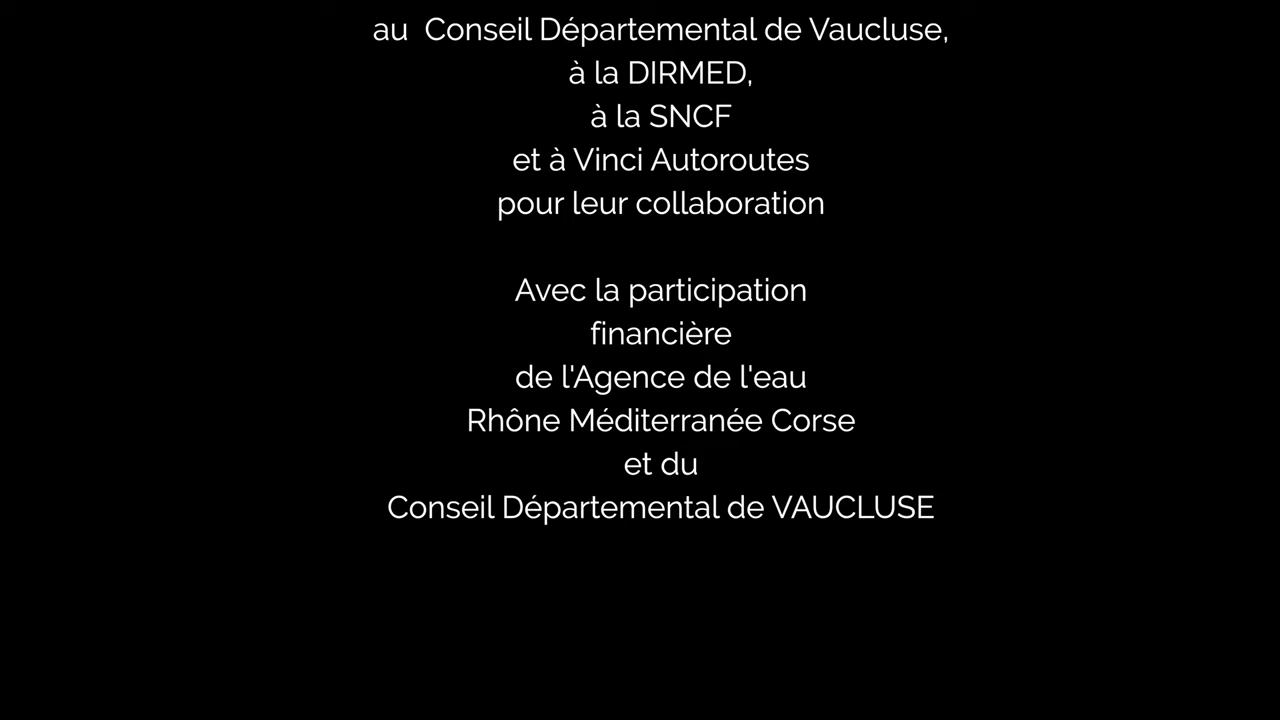 au  Conseil Départemental de Vaucluse,
à la DIRMED,
à la SNCF
et à Vinci Autoroutes
pour leur collaboration
Avec la participation
financière
de l'Agence de l'eau
Rhône Méditerranée Corse
et du
Conseil Départemental de VAUCLUSE